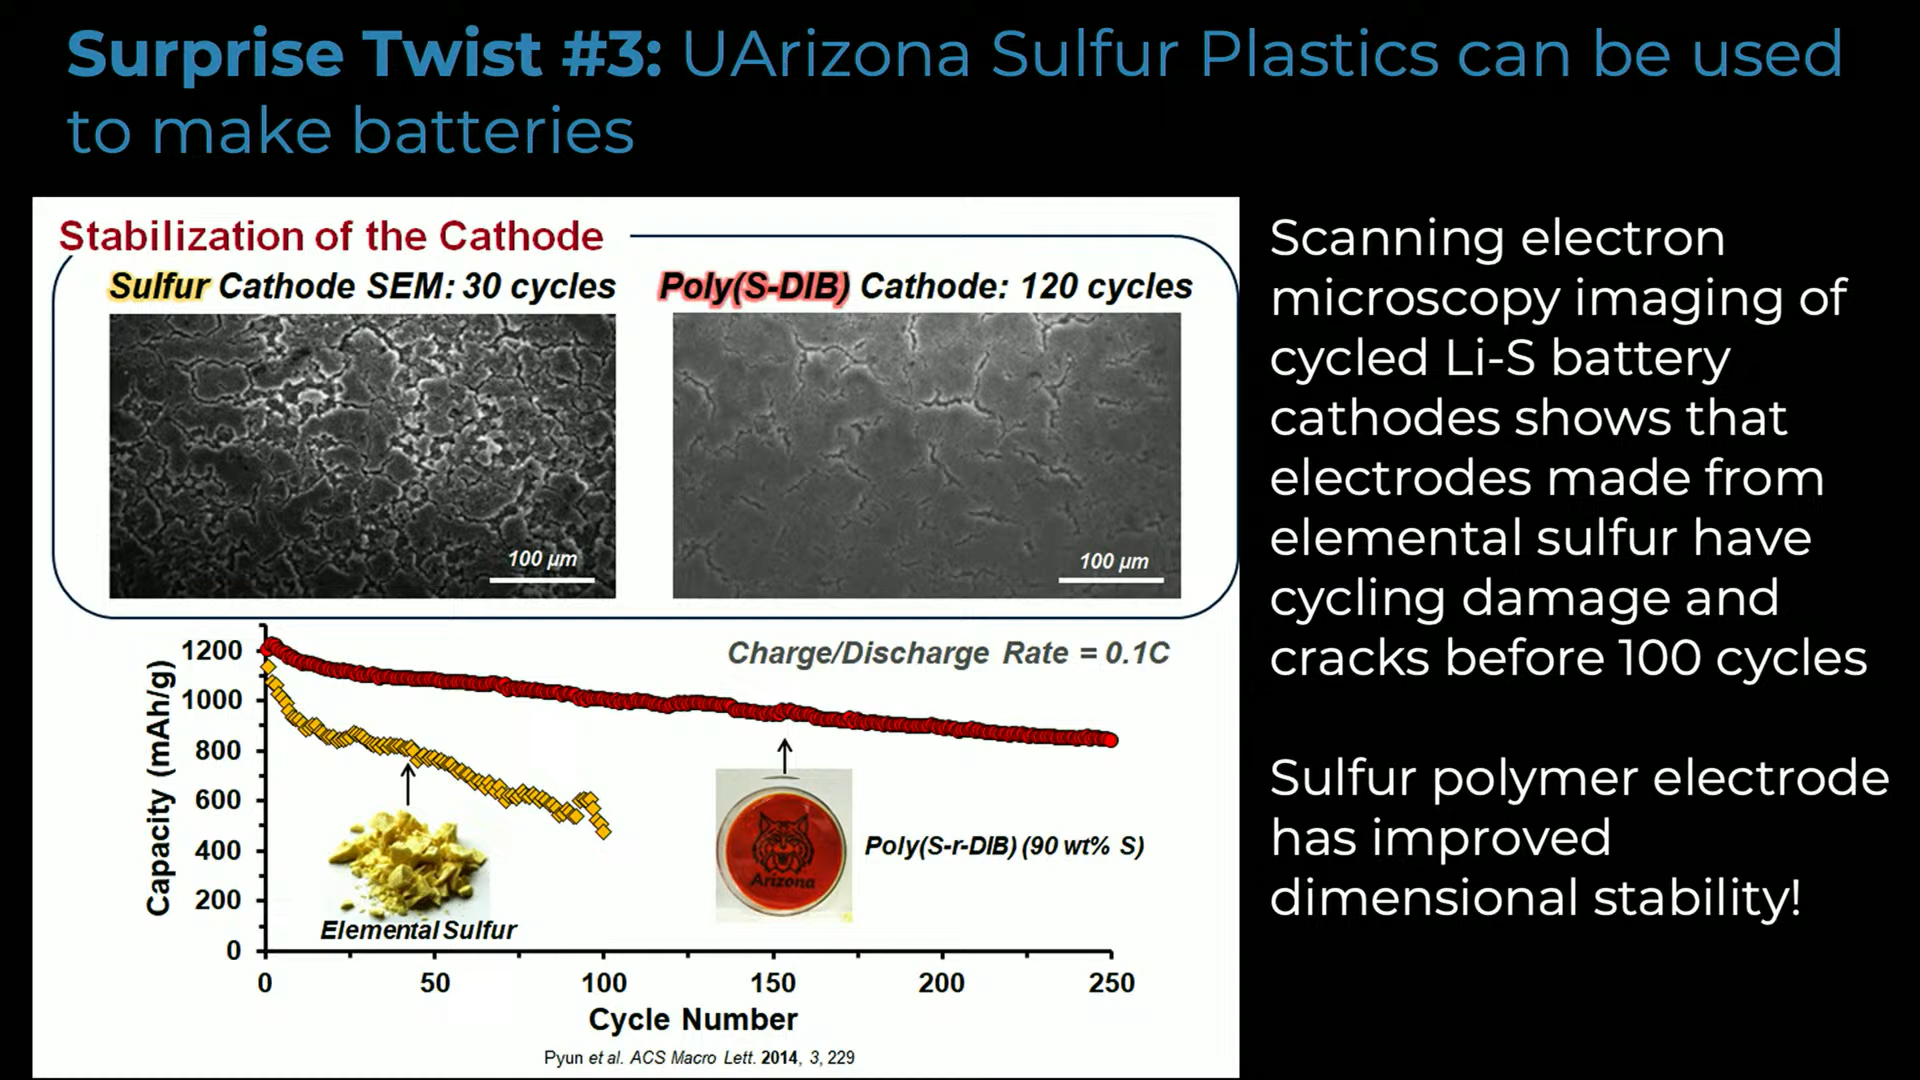 Surprise Twist #3: UArizona Sulfur Plastics can be used
to make batteries
Stabilization of the Cathode
Sulfur Cathode SEM: 30 cycles
Poly(S-DIB) Cathode: 120 cycles
100 µm
100 µm
Charge/Discharge Rate = 0.1C
Capacity (mAh/g)
1200
1000
800
600
400
200
0
Elemental Sulfur
Arizona
Poly(S-r-DIB) (90 wt% S)
0
50
100
150
200
250
Cycle Number
Pyun et al. ACS Macro Lett. 2014, 3, 229
Scanning electron
microscopy imaging of
cycled Li-S battery
cathodes shows that
electrodes made from
elemental sulfur have
cycling damage and
cracks before 100 cycles
Sulfur polymer electrode
has improved
dimensional stability!